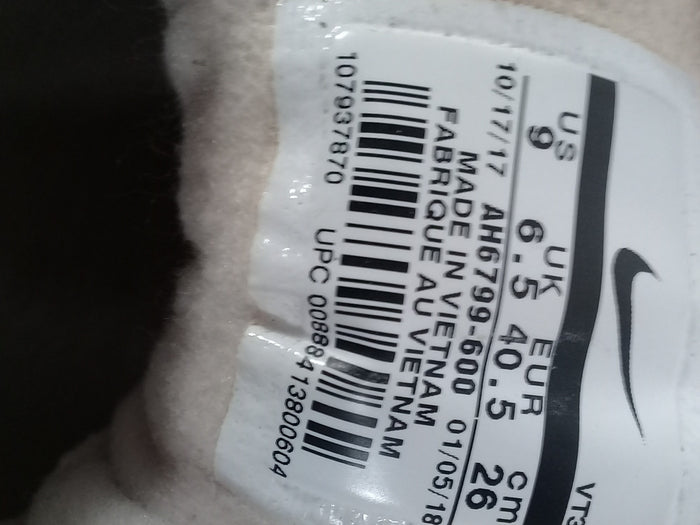 VT3
US UK EUR cm
9 6.5 40.5 26
10/17/17 AH6799-600 01/05/18
MADE IN VIETNAM
FABRIQUE AU VIETNAM
107937870
UPC 00888413800604